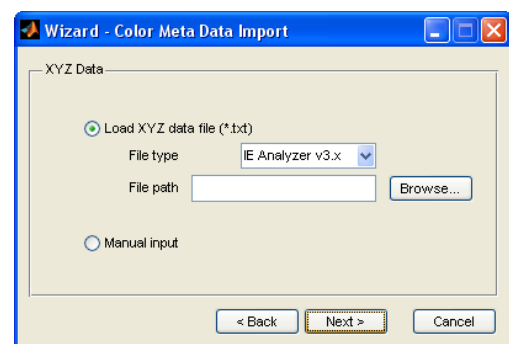 Wizard - Color Meta Data Import
XYZ Data
Load XYZ data file (*.txt)
File type IE Analyzer v3.x
File path Browse...
Manual input
< Back Next > Cancel